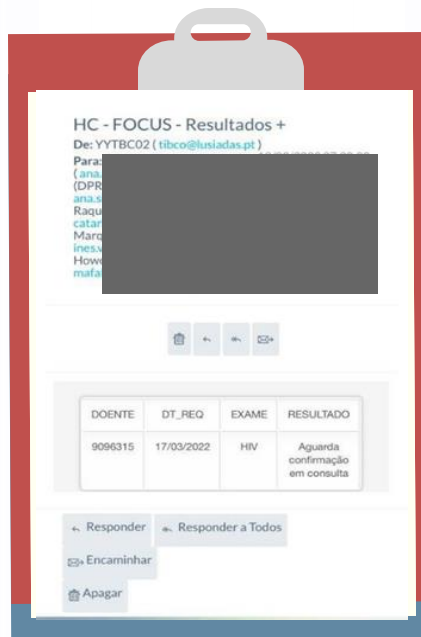 HC - FOCUS - Resultados +
De: YYTBC02 ( tibco@lusiadas.pt )
Para:
( ana.
(DPR
ana.s
Raqu
catar
Marq
ines.v
Howe
mafal
DOENTE DT_REQ EXAME RESULTADO
9096315 17/03/2022 HIV Aguarda
confirmação
em consulta
Responder Responder a Todos
Encaminhar
Apagar